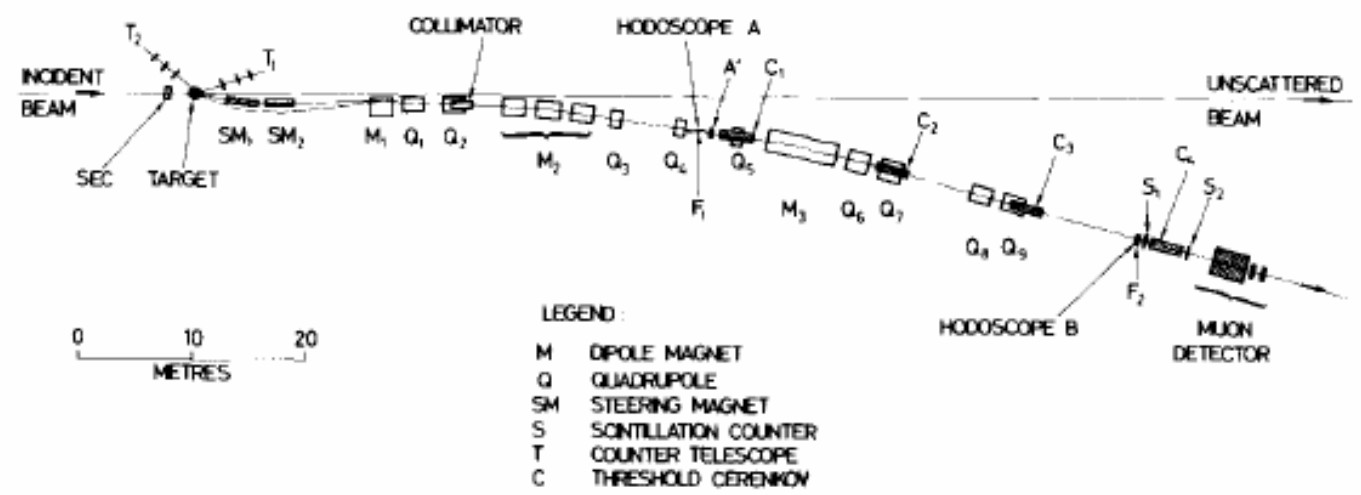 COLLIMATOR
HODOSCOPE A
T2
T1
A'
C1
INCIDENT
BEAM
UNSCATTERED
BEAM
C2
C3
SM1
SM2
M1
Q1
Q2
M2
Q3
Q4
Q5
SEC
TARGET
F1
M3
Q6
Q7
S1
C4
S2
Q8
Q9
F2
HODOSCOPE B
MUON
DETECTOR
0 10 20
METRES
LEGEND :
M DIPOLE MAGNET
Q QUADRUPOLE
SM STEERING MAGNET
S SCINTILLATION COUNTER
T COUNTER TELESCOPE
C THRESHOLD CERENKOV